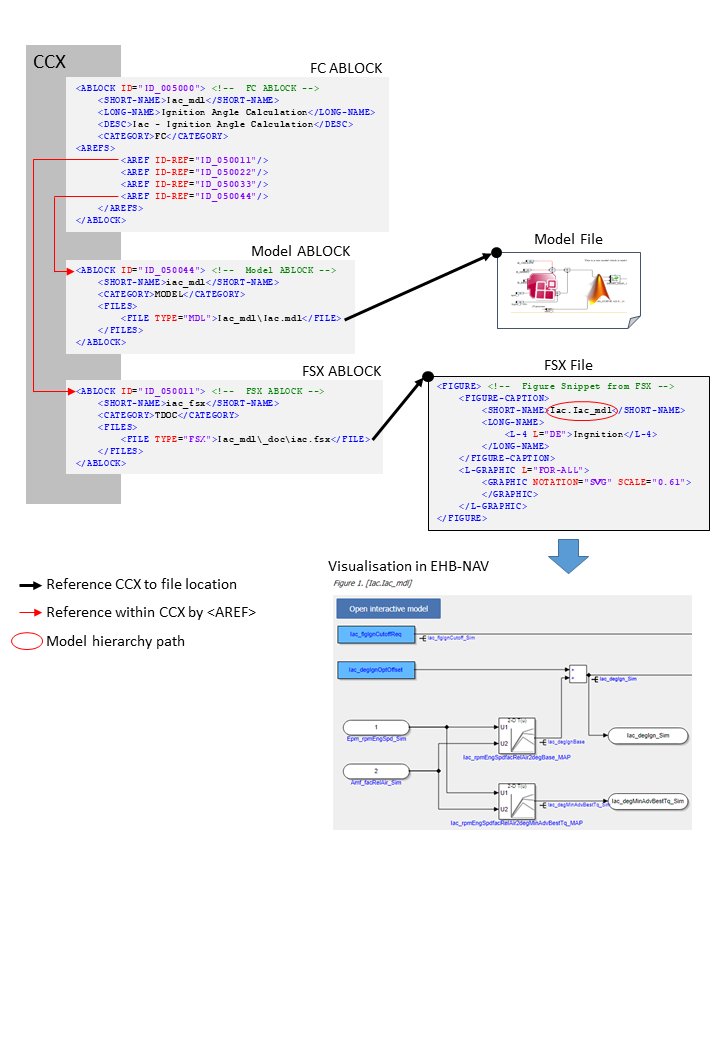 CCX
FC ABLOCK
<ABLOCK ID="ID_005000"> <!-- FC ABLOCK -->
<SHORT-NAME>Iac_mdl</SHORT-NAME>
<LONG-NAME>Ignition Angle Calculation</LONG-NAME>
<DESC>Iac - Ignition Angle Calculation</DESC>
<CATEGORY>FC</CATEGORY>
<AREFS>
<AREF ID-REF="ID_050011"/>
<AREF ID-REF="ID_050022"/>
<AREF ID-REF="ID_050033"/>
<AREF ID-REF="ID_050044"/>
</AREFS>
</ABLOCK>
Model ABLOCK
<ABLOCK ID="ID_050044"> <!-- Model ABLOCK -->
<SHORT-NAME>iac_mdl</SHORT-NAME>
<CATEGORY>MODEL</CATEGORY>
<FILES>
<FILE TYPE="MDL">Iac_mdl\Iac.mdl</FILE>
</FILES>
</ABLOCK>
Model File
FSX ABLOCK
<ABLOCK ID="ID_050011"> <!-- FSX ABLOCK -->
<SHORT-NAME>iac_fsx</SHORT-NAME>
<CATEGORY>TDOC</CATEGORY>
<FILES>
<FILE TYPE="FSX">Iac_mdl\_doc\iac.fsx</FILE>
</FILES>
</ABLOCK>
FSX File
<FIGURE> <!-- Figure Snippet from FSX -->
<FIGURE-CAPTION>
<SHORT-NAME>Iac.Iac_mdl</SHORT-NAME>
<LONG-NAME>
<L-4 L="DE">Ingnition</L-4>
</LONG-NAME>
</FIGURE-CAPTION>
<L-GRAPHIC L="FOR-ALL">
<GRAPHIC NOTATION="SVG" SCALE="0.61">
</GRAPHIC>
</L-GRAPHIC>
</FIGURE>
Reference CCX to file location
Reference within CCX by <AREF>
Model hierarchy path
Visualisation in EHB-NAV
Figure 1. [Iac.Iac_mdl]
Open interactive model
Iac_flgIgnCutoffReq
Iac_flgIgnCutoff_Sim
Iac_degIgnOptOffset
+
+
Iac_degIgn_Sim
1
Epm_rpmEngSpd_Sim
2-D T(u)
U1
U2
Iac_degIgnBase
Iac_rpmEngSpdfacRelAir2degBase_MAP
Iac_degIgn_Sim
2
Amf_facRelAir_Sim
2-D T(u)
U1
U2
Iac_degMinAdvBestTq_Sim
Iac_rpmEngSpdfacRelAir2degMinAdvBestTq_MAP
Iac_degMinAdvBestTq_Sim